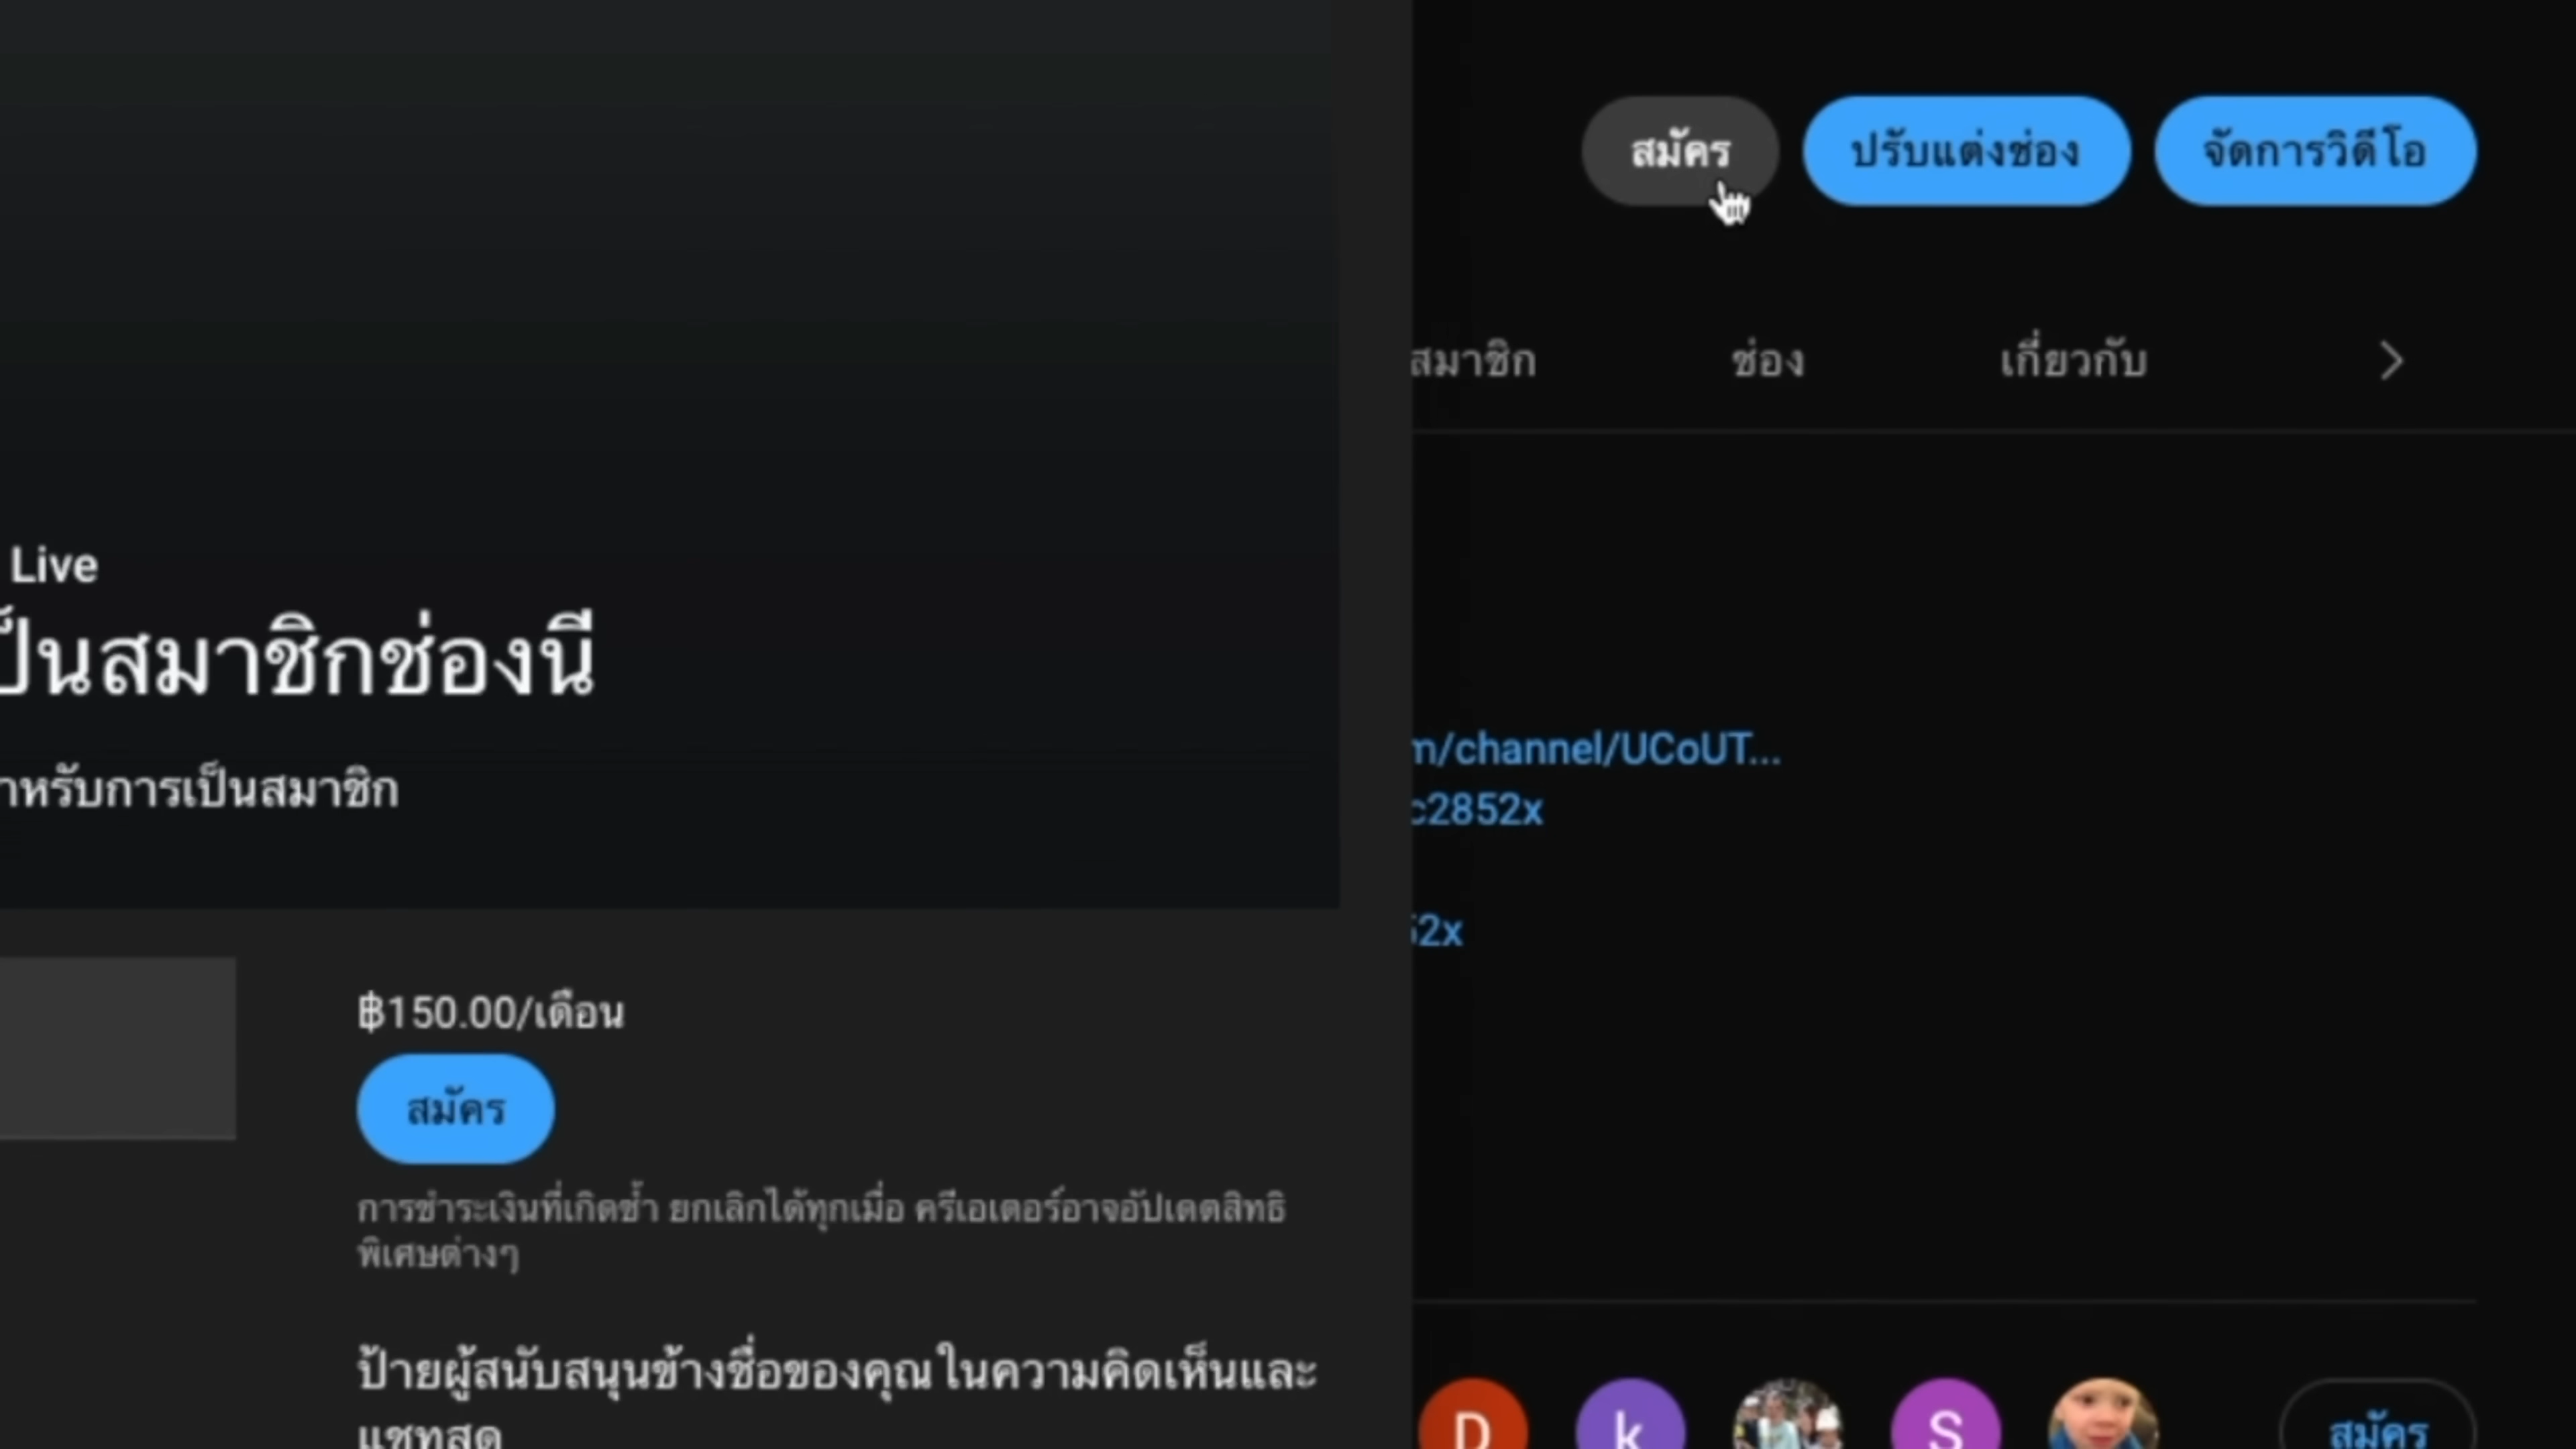 สมัคร
ปรับแต่งช่อง
จัดการวิดีโอ
สมาชิก
ช่อง
เกี่ยวกับ
Live
ป็นสมาชิกช่องนี้
าหรับการเป็นสมาชิก
m/channel/UCoUT...
c2852x
52x
฿150.00/เดือน
สมัคร
การชำระเงินที่เกิดซ้ำ ยกเลิกได้ทุกเมื่อ ครีเอเตอร์อาจอัปเดตสิทธิ
พิเศษต่างๆ
ป้ายผู้สนับสนุนข้างชื่อของคุณในความคิดเห็นและ
แชทสด
D
k
S
สมัคร